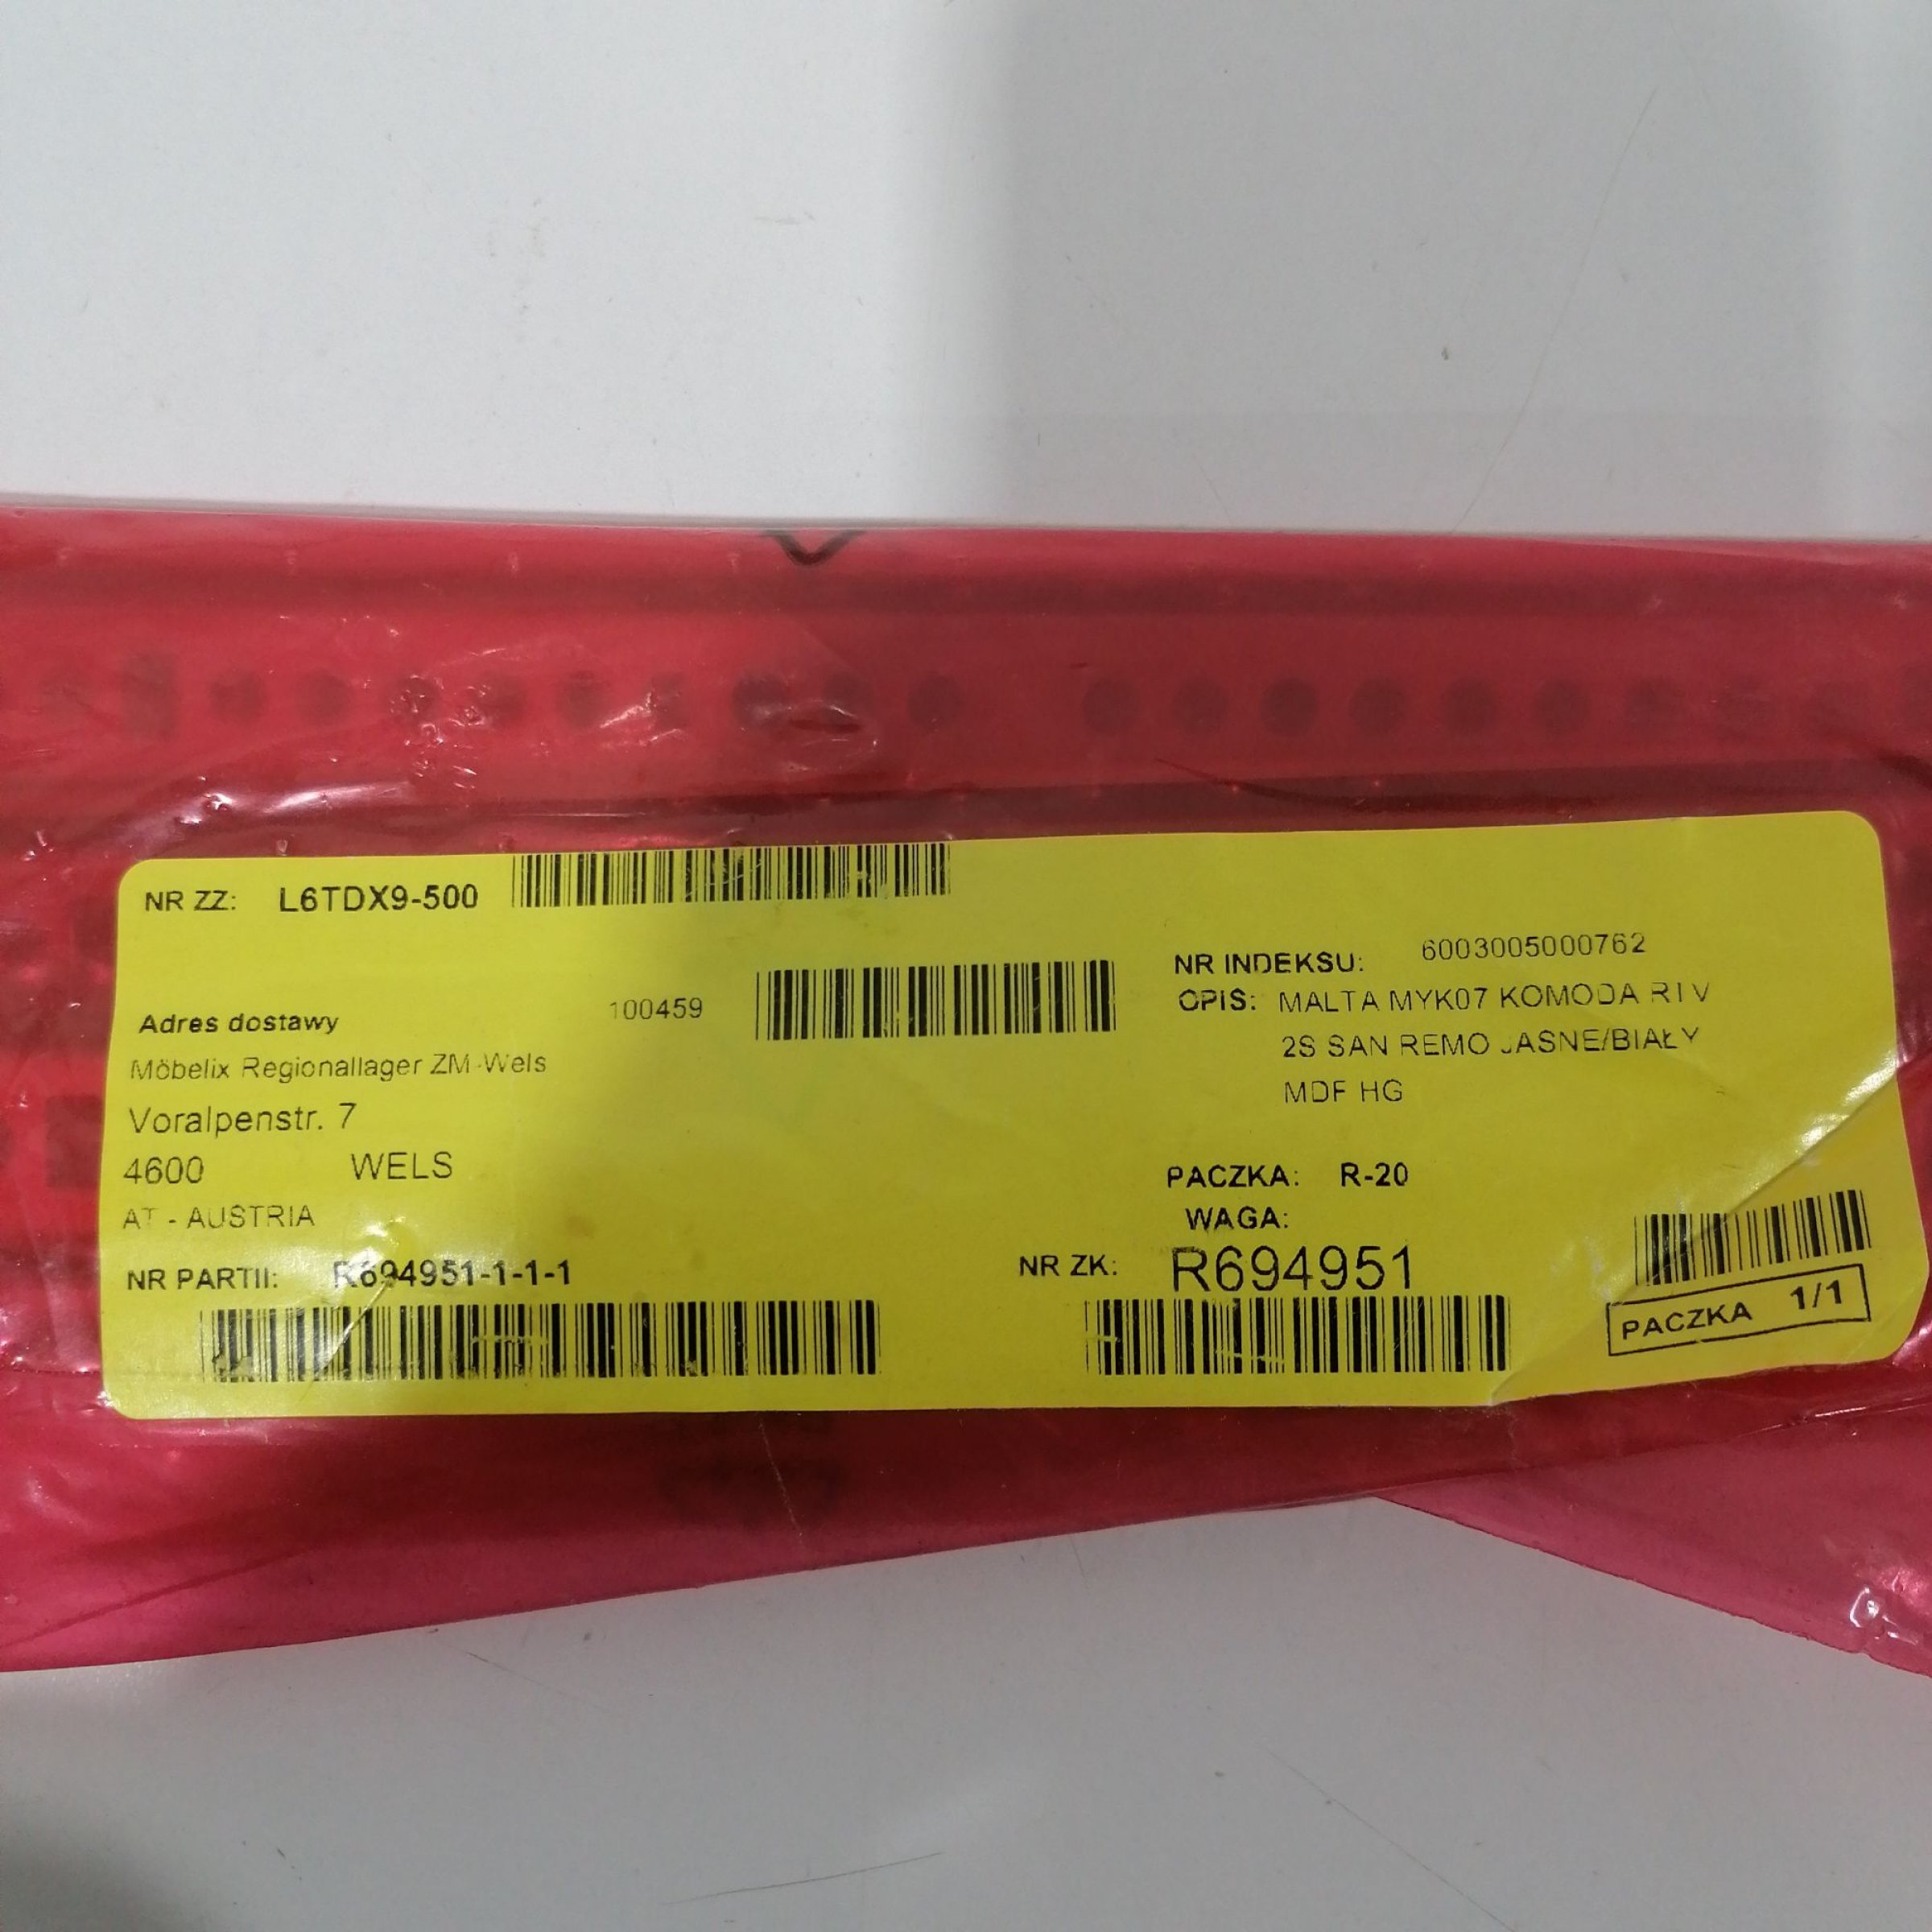 NR ZZ: L6TDX9-500
Adres dostawy 100459
Möbelix Regionallager ZM-Wels
Voralpenstr. 7
4600 WELS
AT - AUSTRIA
NR PARTII: R694951-1-1-1
NR INDEKSU: 6003005000762
OPIS: MALTA MYK07 KOMODA
2S SAN REMO JASNE/BIAŁY
MDF HG
PACZKA: R-20
WAGA:
NR ZK: R694951
PACZKA 1/1